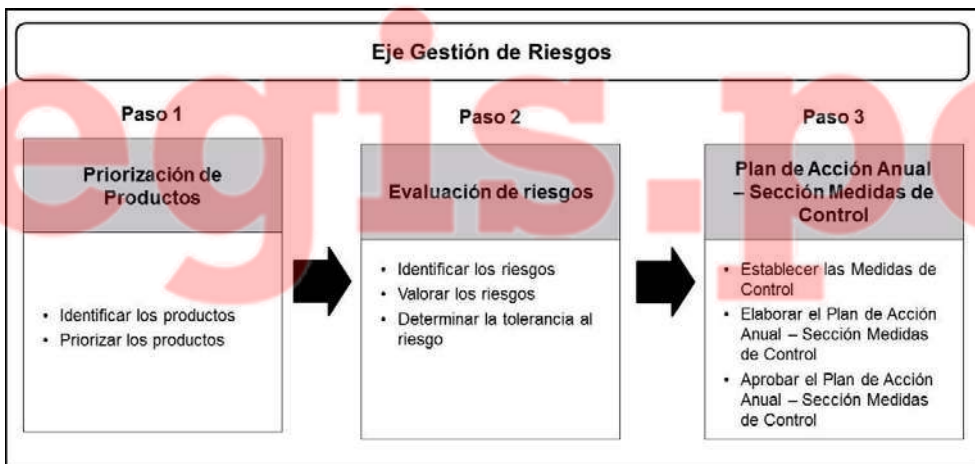 Eje Gestión de Riesgos
Paso 1
Priorización de
Productos
• Identificar los productos
• Priorizar los productos
Paso 2
Evaluación de riesgos
• Identificar los riesgos
• Valorar los riesgos
• Determinar la tolerancia al
riesgo
Paso 3
Plan de Acción Anual
– Sección Medidas de
Control
• Establecer las Medidas de
Control
• Elaborar el Plan de Acción
Anual – Sección Medidas
de Control
• Aprobar el Plan de Acción
Anual – Sección Medidas
de Control
egis.pe